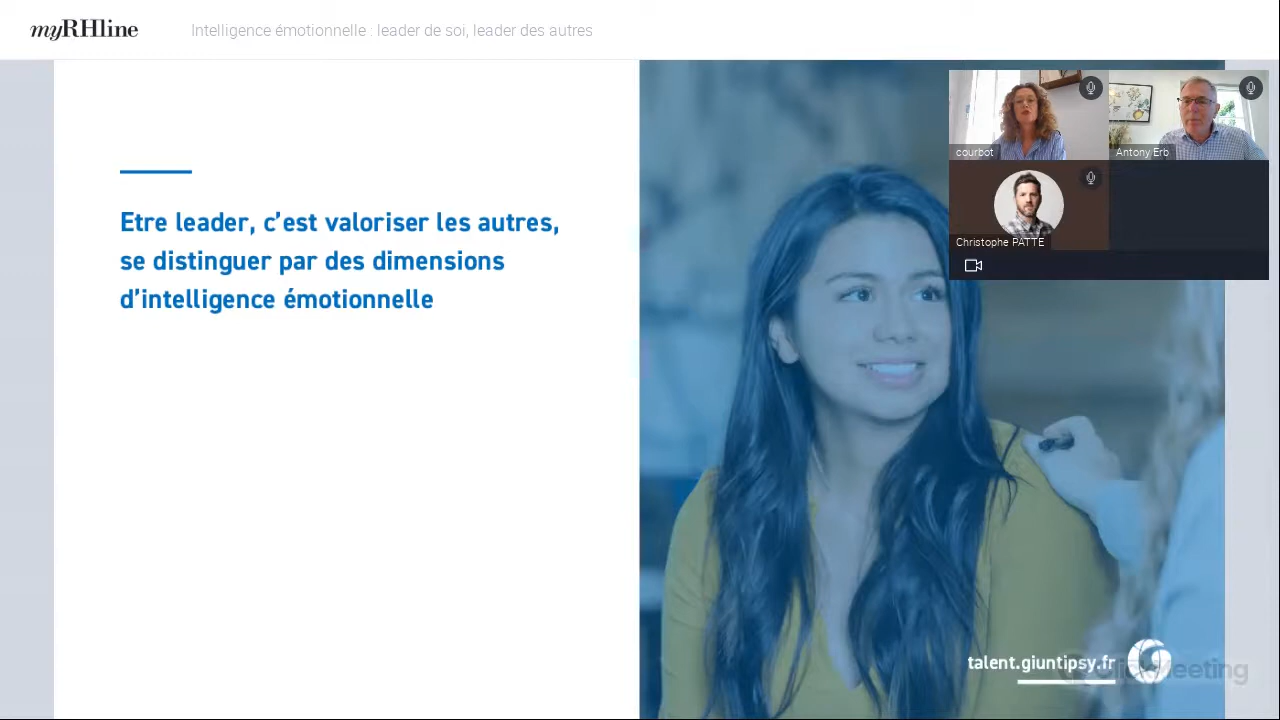 myRHline
Intelligence émotionnelle : leader de soi, leader des autres
courbot
Antony Erb
Christophe PATTE
Etre leader, c’est valoriser les autres,
se distinguer par des dimensions
d’intelligence émotionnelle
talent.giuntipsy.fr
ClickMeeting